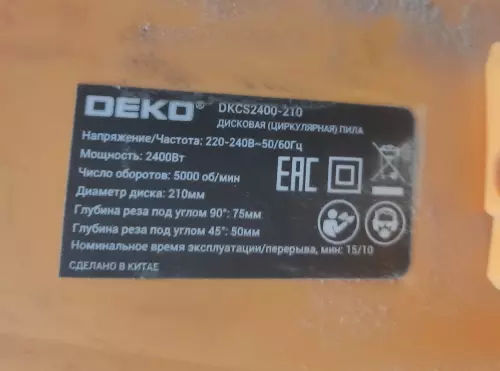 DEKO® DKCS2400-210
ДИСКОВАЯ (ЦИРКУЛЯРНАЯ) ПИЛА
Напряжение/Частота: 220-240В~50/60Гц
Мощность: 2400Вт
Число оборотов: 5000 об/мин
Диаметр диска: 210мм
Глубина реза под углом 90°: 75мм
Глубина реза под углом 45°: 50мм
Номинальное время эксплуатации/перерыва, мин: 15/10
СДЕЛАНО В КИТАЕ
EAC